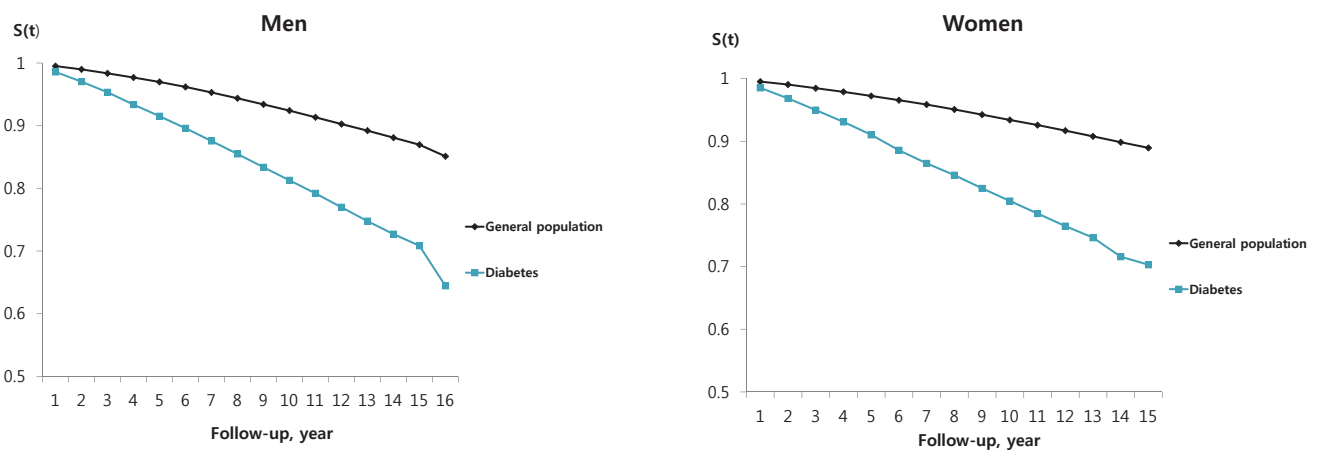 Men
S(t)
1
0.9
0.8
0.7
0.6
0.5
1 2 3 4 5 6 7 8 9 10 11 12 13 14 15 16
Follow-up, year
General population
Diabetes
Women
S(t)
1
0.9
0.8
0.7
0.6
0.5
1 2 3 4 5 6 7 8 9 10 11 12 13 14 15
Follow-up, year
General population
Diabetes